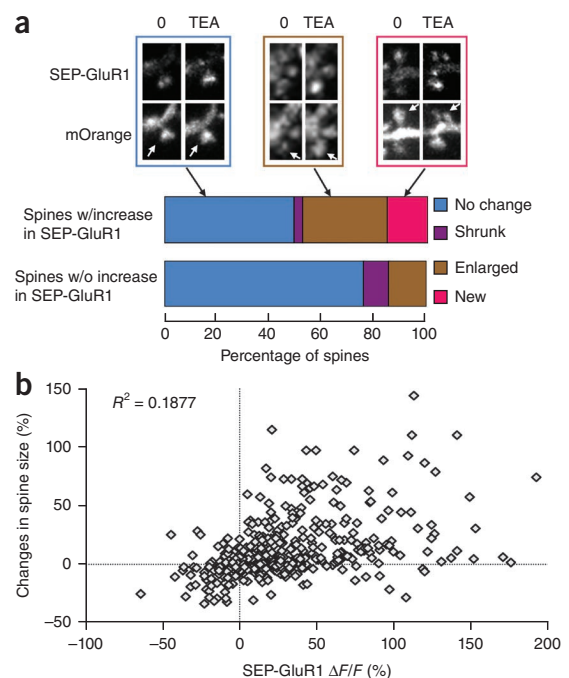 a
0 TEA 0 TEA 0 TEA
SEP-GluR1
mOrange
Spines w/increase
in SEP-GluR1
No change
Shrunk
Spines w/o increase
in SEP-GluR1
Enlarged
New
0 20 40 60 80 100
Percentage of spines
b
R² = 0.1877
Changes in spine size (%)
150
100
50
0
−50
−100 −50 0 50 100 150 200
SEP-GluR1 ΔF/F (%)